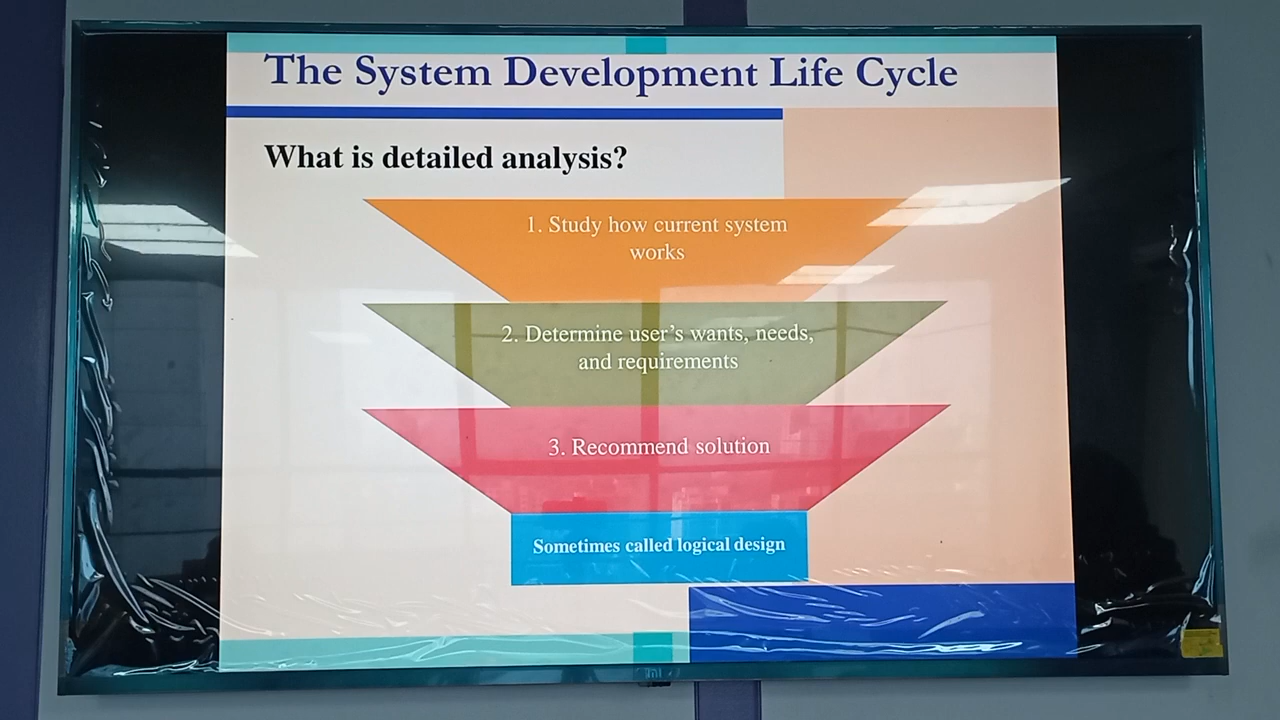 The System Development Life Cycle
What is detailed analysis?
1. Study how current system
works
2. Determine user's wants, needs,
and requirements
3. Recommend solution
Sometimes called logical design